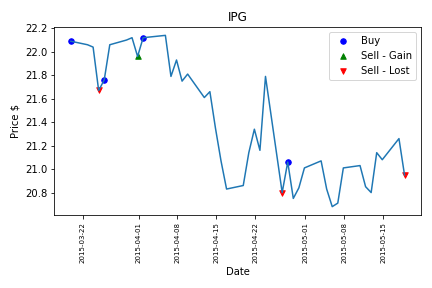 IPG
Buy
Sell - Gain
Sell - Lost
Price $
22.2
22.0
21.8
21.6
21.4
21.2
21.0
20.8
2015-03-22
2015-04-01
2015-04-08
2015-04-15
2015-04-22
2015-05-01
2015-05-08
2015-05-15
Date